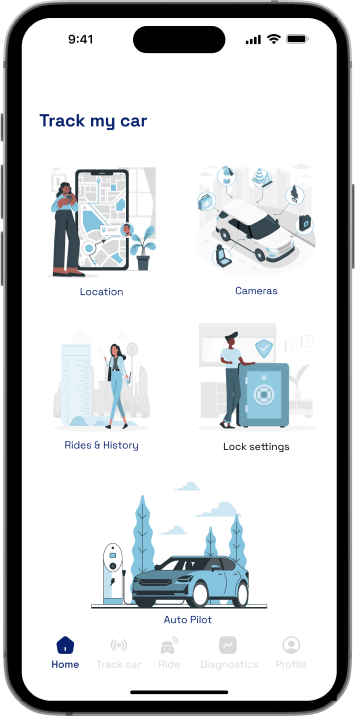 9:41
Track my car
Location
Cameras
Rides & History
Lock settings
Auto Pilot
Home
Track car
Ride
Diagnostics
Profile